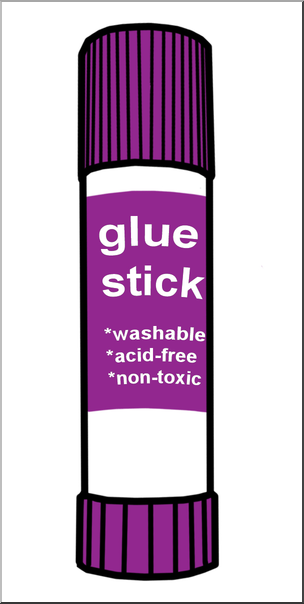 glue
stick
*washable
*acid-free
*non-toxic